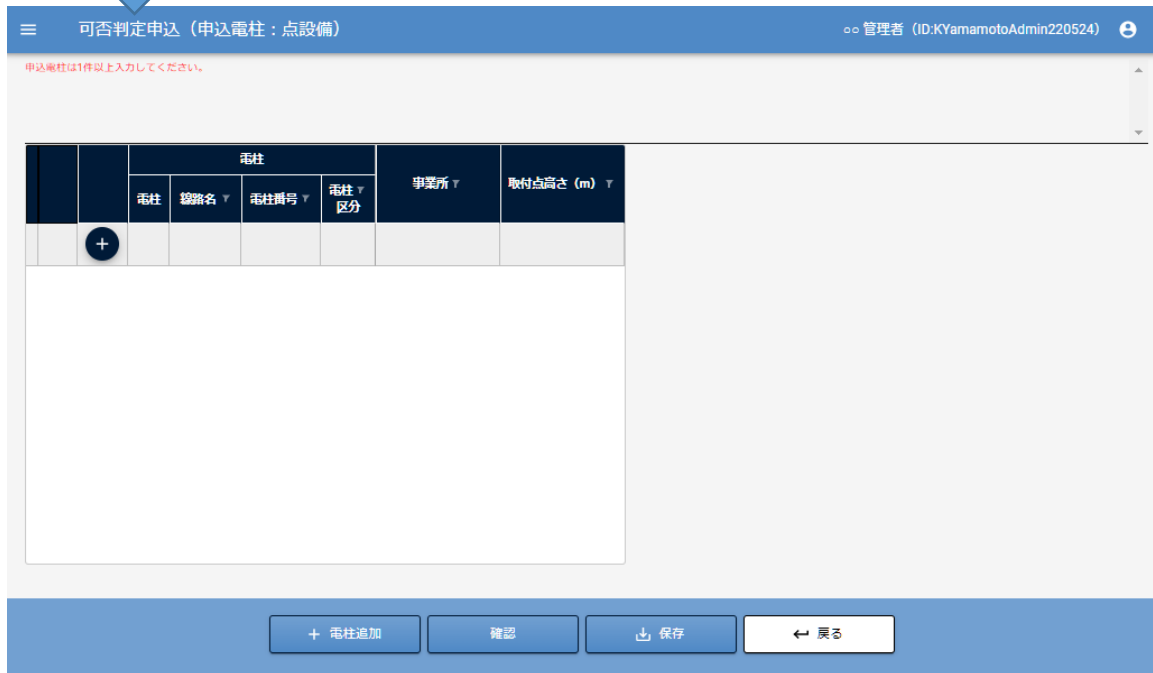 可否判定申込（申込電柱：点設備）
○○ 管理者（ID:KYamamotoAdmin220524）
申込電柱は1件以上入力してください。
電柱
事業所
取付点高さ（m）
電柱
線路名
電柱番号
電柱
区分
+
+ 電柱追加
確認
保存
戻る